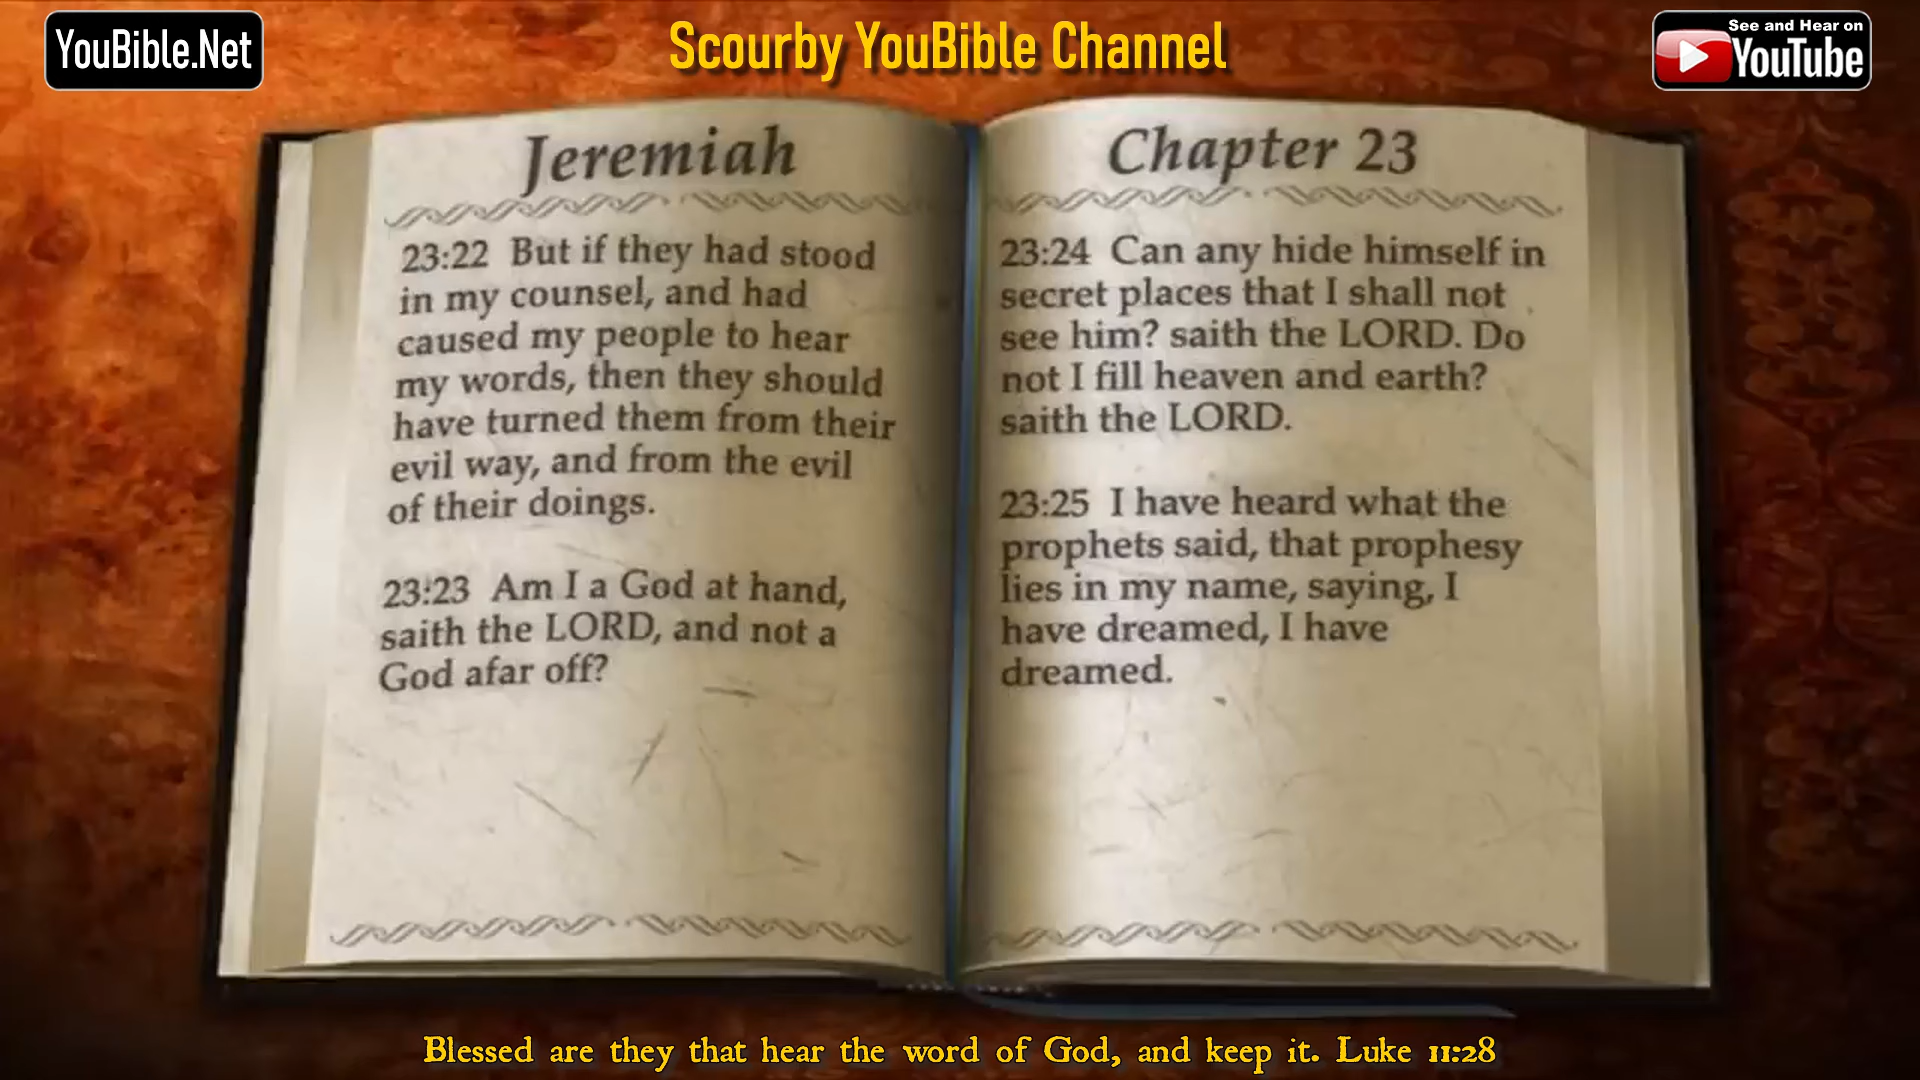 YouBible.Net
Scourby YouBible Channel
See and Hear on
YouTube
Jeremiah
23:22 But if they had stood
in my counsel, and had
caused my people to hear
my words, then they should
have turned them from their
evil way, and from the evil
of their doings.
23:23 Am I a God at hand,
saith the LORD, and not a
God afar off?
Chapter 23
23:24 Can any hide himself in
secret places that I shall not
see him? saith the LORD. Do
not I fill heaven and earth?
saith the LORD.
23:25 I have heard what the
prophets said, that prophesy
lies in my name, saying, I
have dreamed, I have
dreamed.
Blessed are they that hear the word of God, and keep it. Luke 11:28